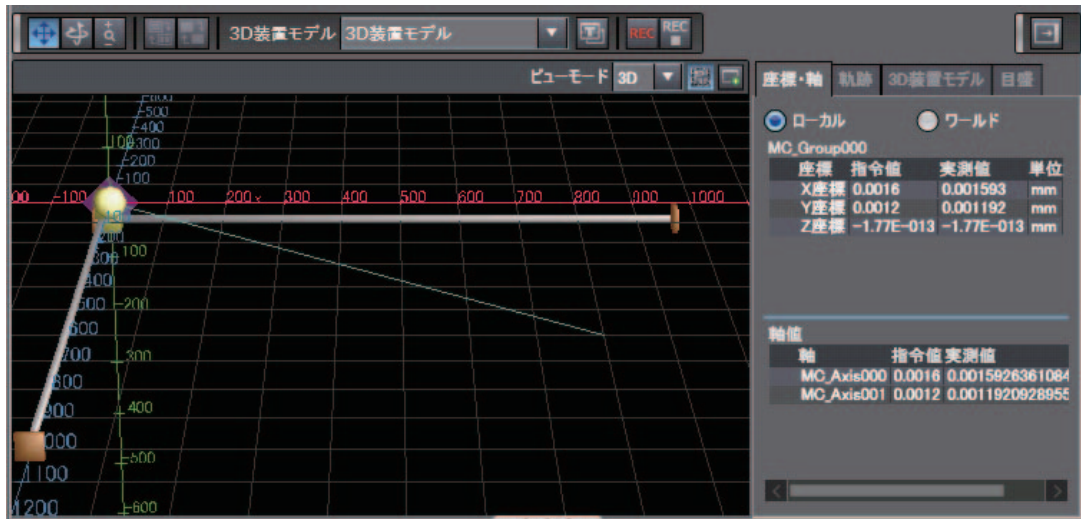 3D装置モデル 3D装置モデル REC REC
ビューモード 3D
座標・軸 軌跡 3D装置モデル 目盛
ローカル ワールド
MC_Group000
座標 指令値 実測値 単位
X座標 0.0016 0.001593 mm
Y座標 0.0012 0.001192 mm
Z座標 -1.77E-013 -1.77E-013 mm
軸値
軸 指令値 実測値
MC_Axis000 0.0016 0.0015926361084
MC_Axis001 0.0012 0.0011920928955
-500
-400
100 300
-200
-100
00 -100 100 200 300 400 500 600 700 800 900 1000
-100
400
500 -200
600
700 -300
800
900 -400
1000
-500
1100
1200 -600